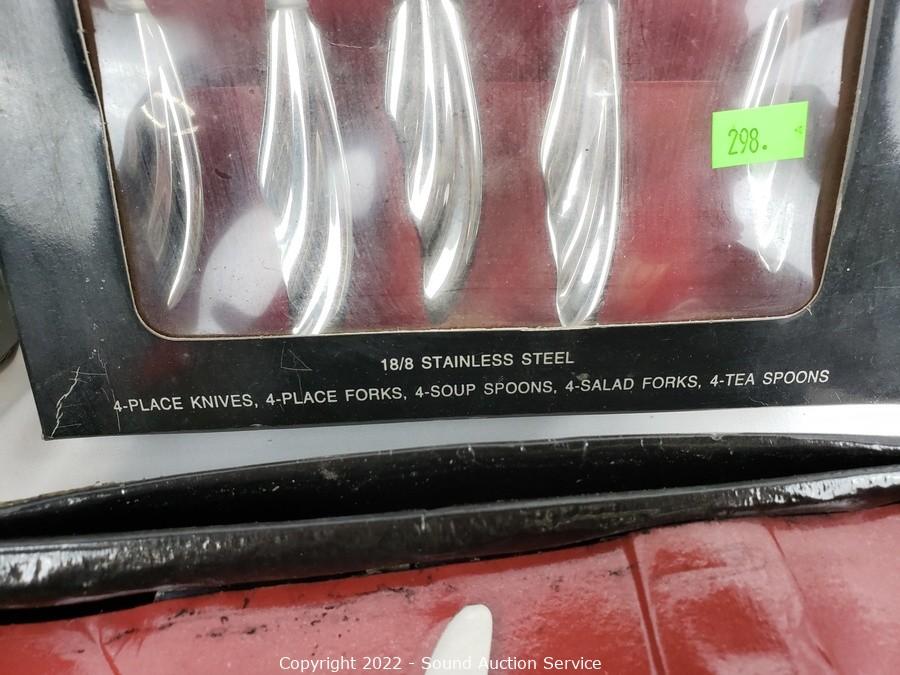 298.
18/8 STAINLESS STEEL
4-PLACE KNIVES, 4-PLACE FORKS, 4-SOUP SPOONS, 4-SALAD FORKS, 4-TEA SPOONS
Copyright 2022 - Sound Auction Service